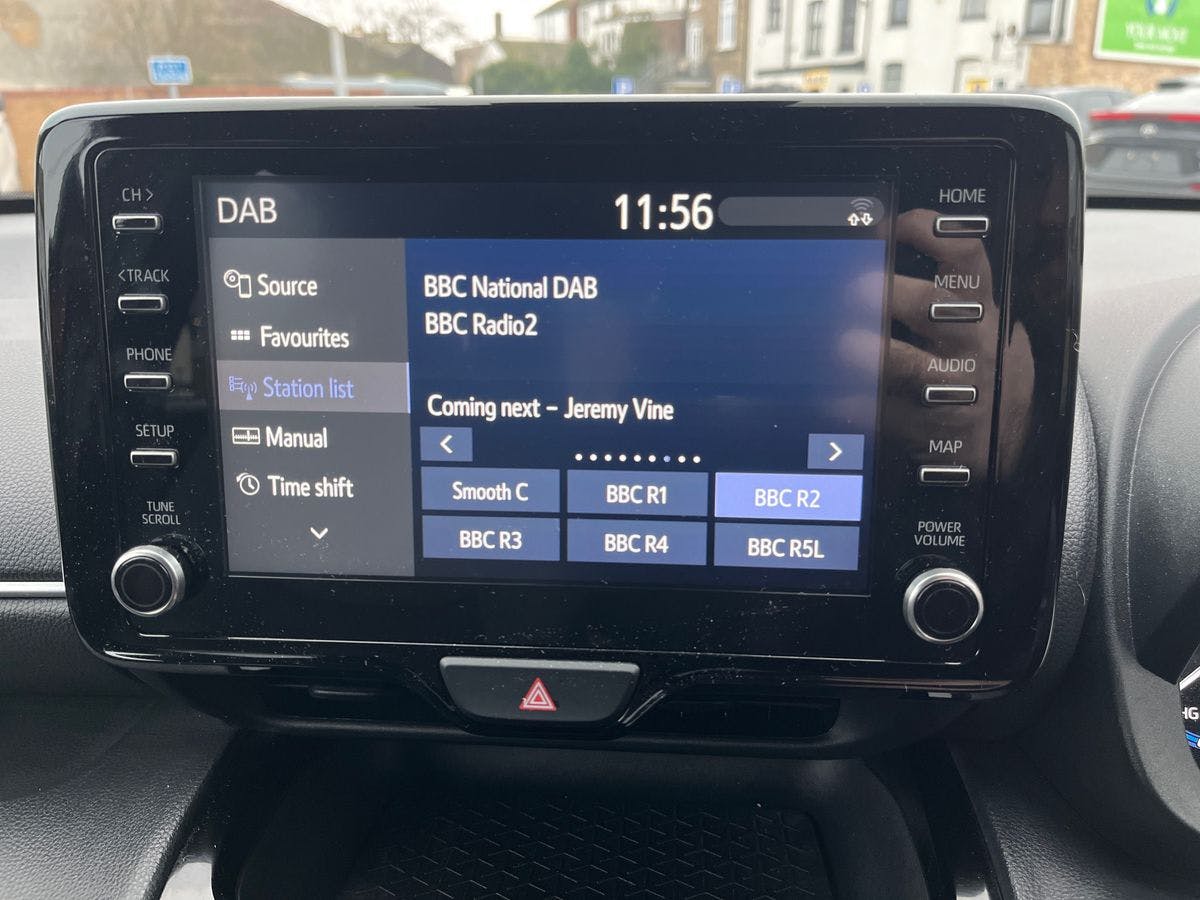 YOUR MOVE
CH >
<TRACK
PHONE
SETUP
TUNE
SCROLL
DAB
11:56
Source
Favourites
Station list
Manual
Time shift
BBC National DAB
BBC Radio2
Coming next – Jeremy Vine
<
>
Smooth C
BBC R1
BBC R2
BBC R3
BBC R4
BBC R5L
HOME
MENU
AUDIO
MAP
POWER
VOLUME